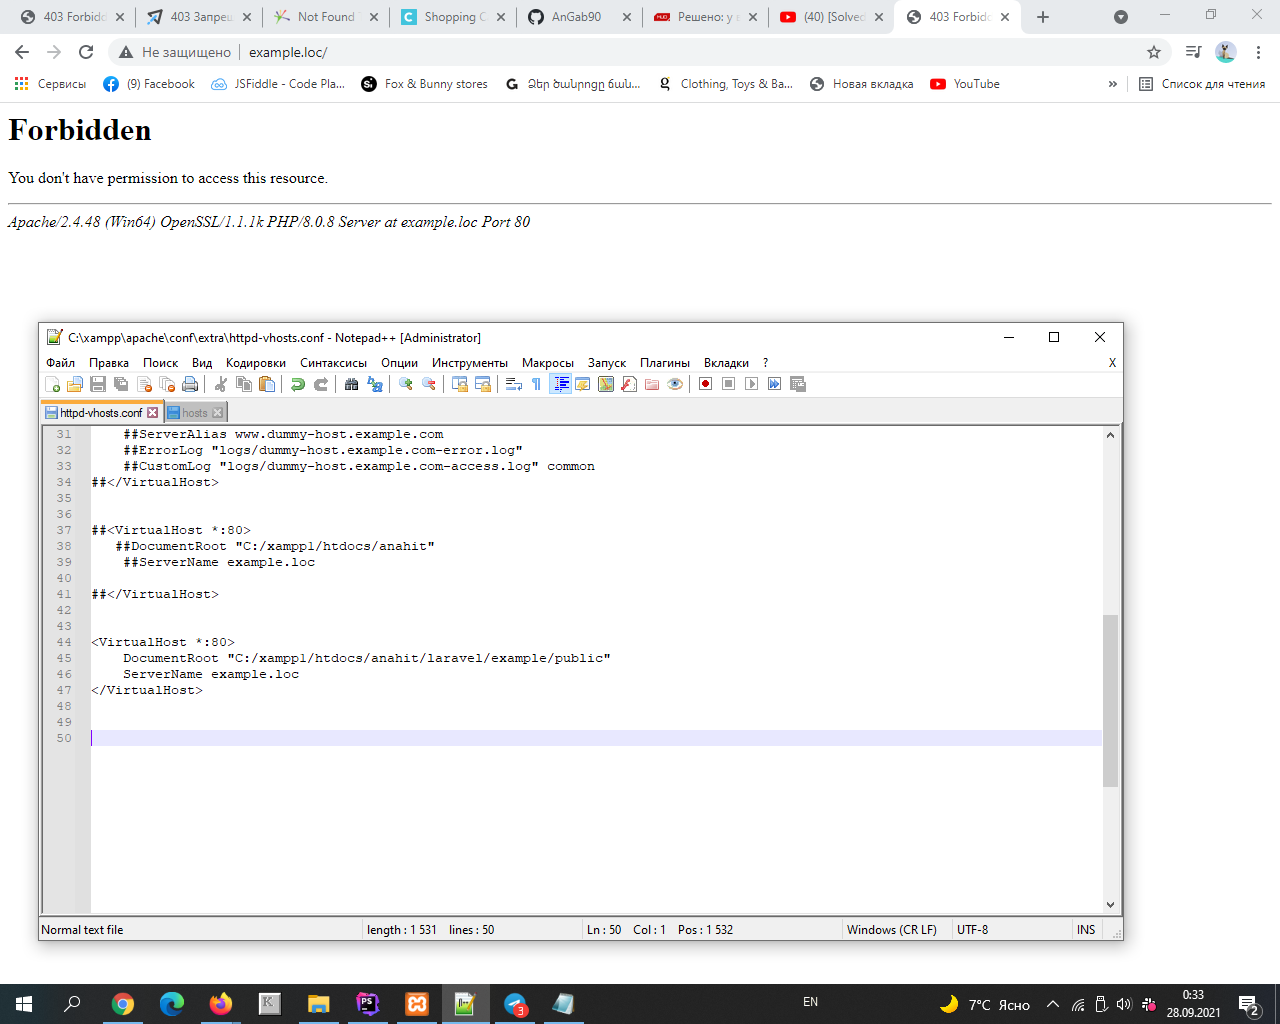 403 Forbidd
403 Запрещ
Not Found
Shopping C
AnGab90
Решено: у в
(40) [Solved
403 Forbidd
Не защищено
example.loc/
Сервисы
(9) Facebook
JSFiddle - Code Pla...
Fox & Bunny stores
Ձեր ծանրոցը ճան...
Clothing, Toys & Ba...
Новая вкладка
YouTube
»
Список для чтения
Forbidden
You don't have permission to access this resource.
Apache/2.4.48 (Win64) OpenSSL/1.1.1k PHP/8.0.8 Server at example.loc Port 80
C:\xampp\apache\conf\extra\httpd-vhosts.conf - Notepad++ [Administrator]
Файл Правка Поиск Вид Кодировки Синтаксисы Опции Инструменты Макросы Запуск Плагины Вкладки ? X
httpd-vhosts.conf hosts
31 ##ServerAlias www.dummy-host.example.com
32 ##ErrorLog "logs/dummy-host.example.com-error.log"
33 ##CustomLog "logs/dummy-host.example.com-access.log" common
34 ##</VirtualHost>
35
36
37 ##<VirtualHost *:80>
38 ##DocumentRoot "C:/xampp1/htdocs/anahit"
39 ##ServerName example.loc
40
41 ##</VirtualHost>
42
43
44 <VirtualHost *:80>
45 DocumentRoot "C:/xampp1/htdocs/anahit/laravel/example/public"
46 ServerName example.loc
47 </VirtualHost>
48
49
50
Normal text file length : 1 531 lines : 50 Ln : 50 Col : 1 Pos : 1 532 Windows (CR LF) UTF-8 INS
EN
7°C Ясно
0:33
28.09.2021
3
2